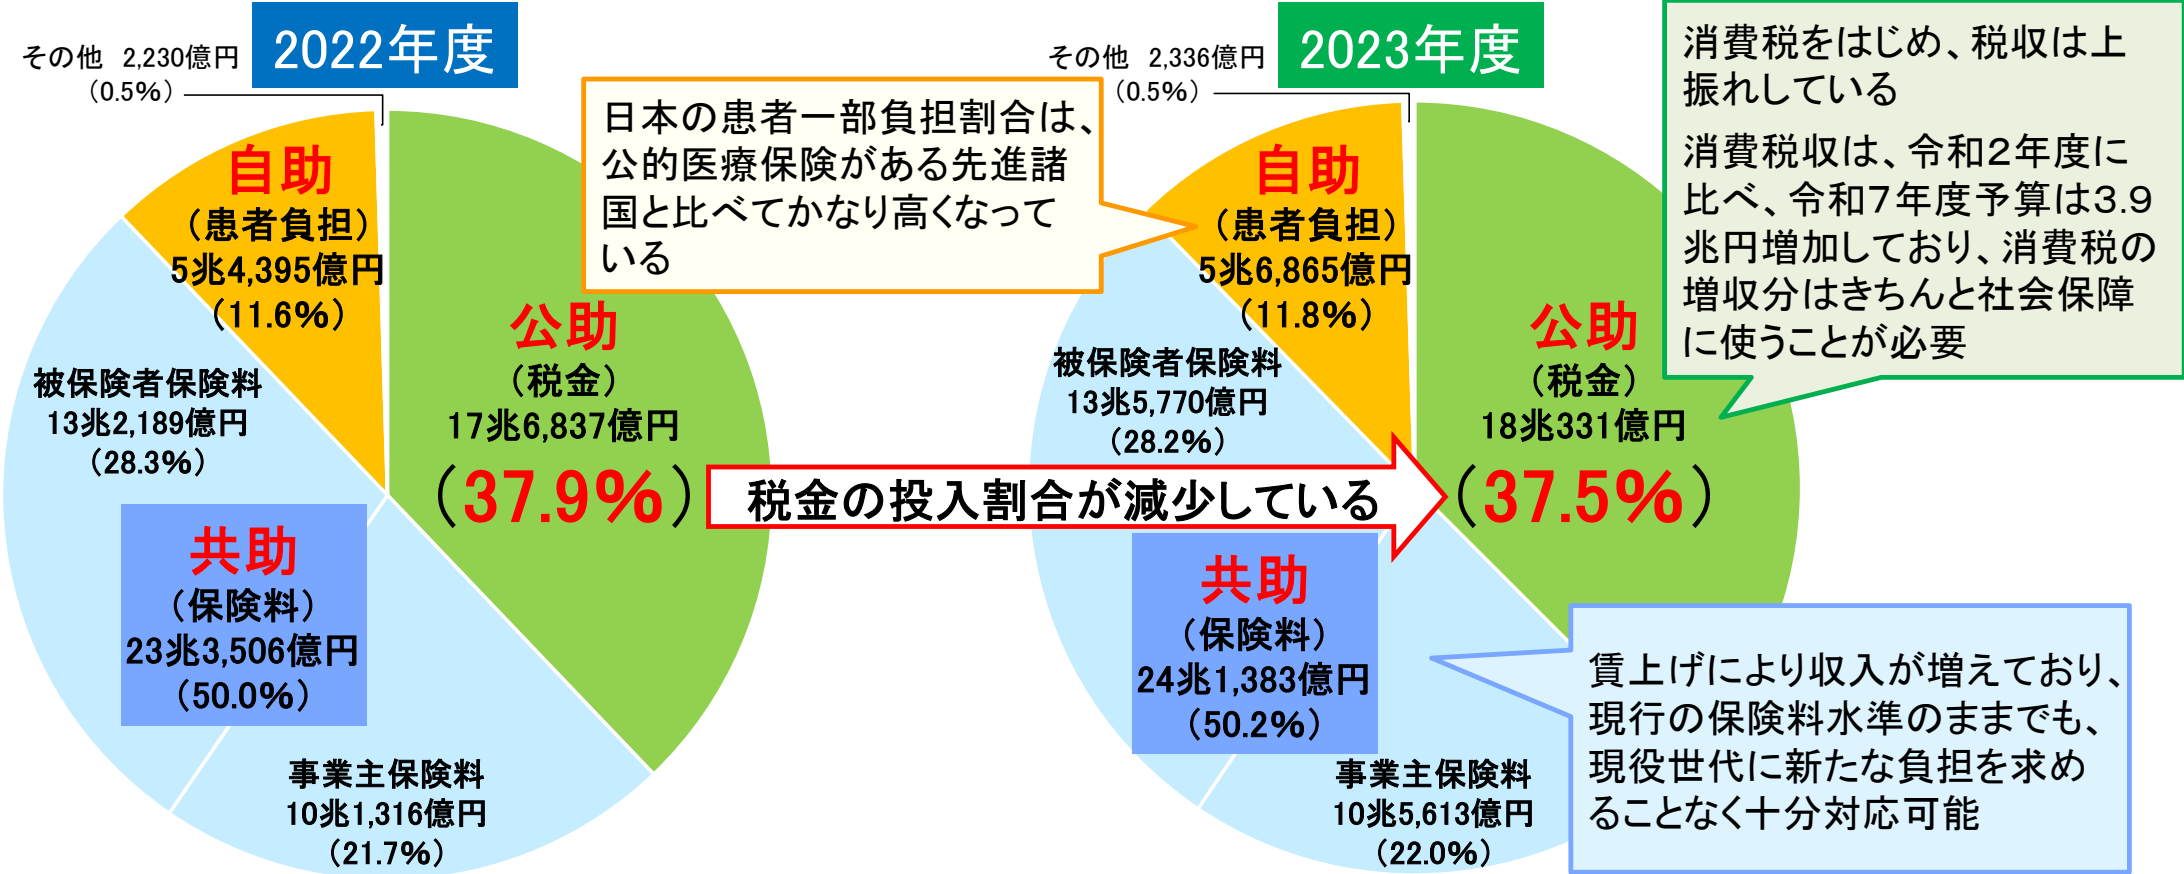 2022年度
その他　2,230億円
（0.5%）
自助
（患者負担）
5兆4,395億円
（11.6%）
公助
（税金）
17兆6,837億円
（37.9%）
被保険者保険料
13兆2,189億円
（28.3%）
共助
（保険料）
23兆3,506億円
（50.0%）
事業主保険料
10兆1,316億円
（21.7%）
日本の患者一部負担割合は、
公的医療保険がある先進諸
国と比べてかなり高くなって
いる
税金の投入割合が減少している
2023年度
その他　2,336億円
（0.5%）
自助
（患者負担）
5兆6,865億円
（11.8%）
公助
（税金）
18兆331億円
（37.5%）
被保険者保険料
13兆5,770億円
（28.2%）
共助
（保険料）
24兆1,383億円
（50.2%）
事業主保険料
10兆5,613億円
（22.0%）
消費税をはじめ、税収は上
振れしている
消費税収は、令和２年度に
比べ、令和７年度予算は３.９
兆円増加しており、消費税の
増収分はきちんと社会保障
に使うことが必要
賃上げにより収入が増えており、
現行の保険料水準のままでも、
現役世代に新たな負担を求め
ることなく十分対応可能